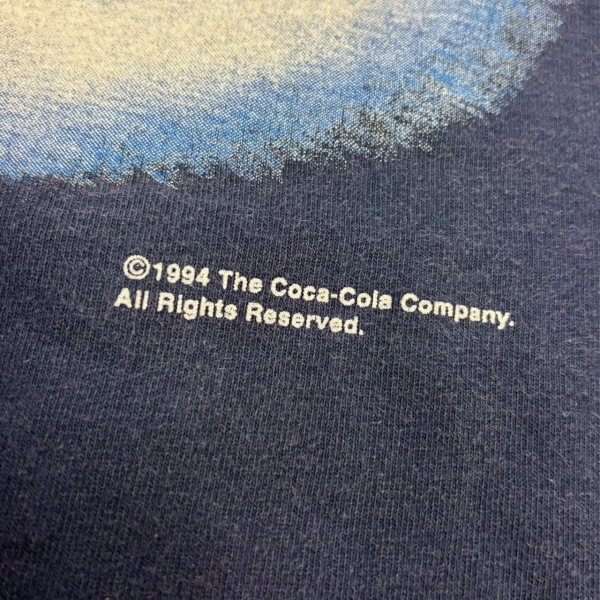 ©1994 The Coca-Cola Company.
All Rights Reserved.